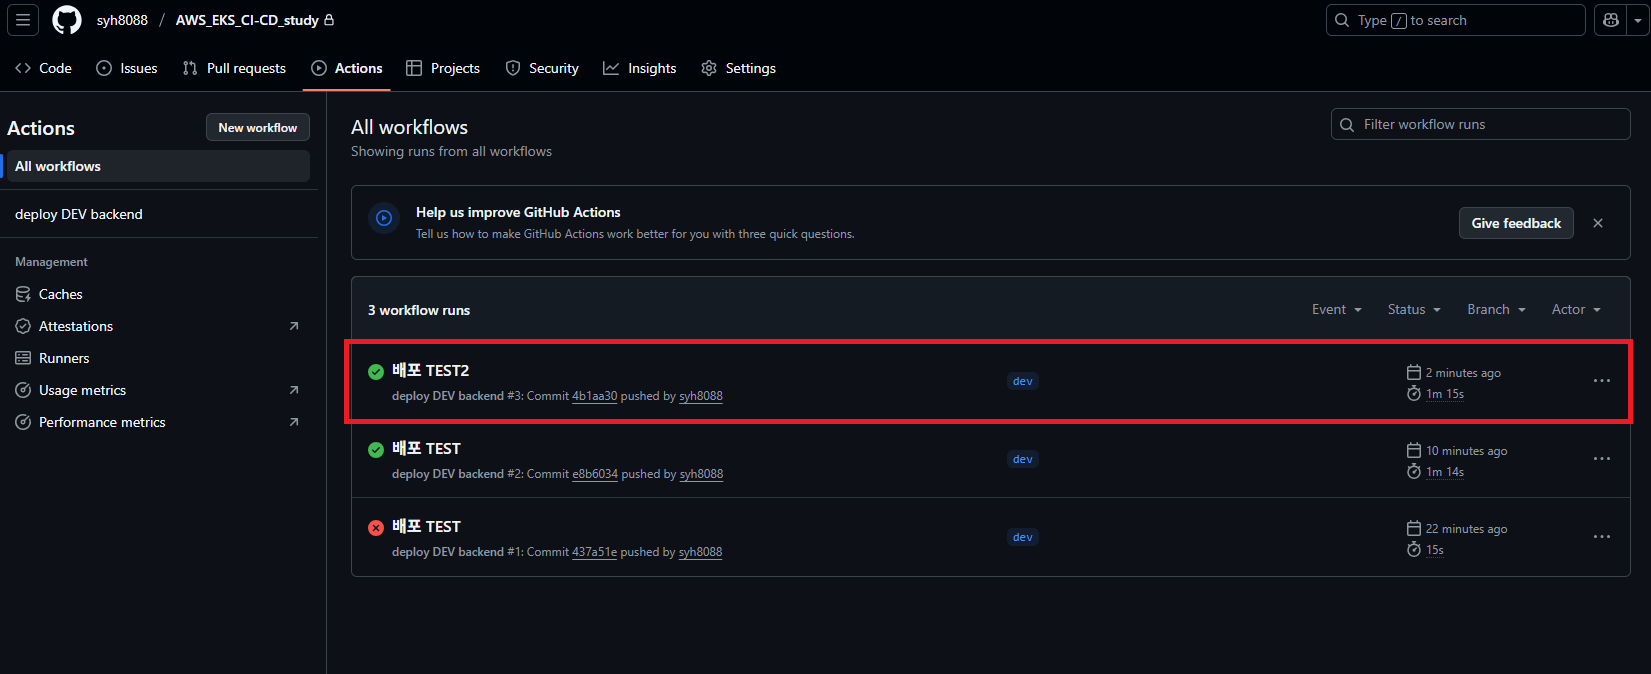 syh8088 / AWS_EKS_CI-CD_study
Type / to search
Code Issues Pull requests Actions Projects Security Insights Settings
Actions
New workflow
All workflows
deploy DEV backend
Management
Caches
Attestations
Runners
Usage metrics
Performance metrics
All workflows
Showing runs from all workflows
Filter workflow runs
Help us improve GitHub Actions
Tell us how to make GitHub Actions work better for you with three quick questions.
Give feedback
3 workflow runs
Event Status Branch Actor
배포 TEST2
deploy DEV backend #3: Commit 4b1aa30 pushed by syh8088
dev
2 minutes ago
1m 15s
배포 TEST
deploy DEV backend #2: Commit e8b6034 pushed by syh8088
dev
10 minutes ago
1m 14s
배포 TEST
deploy DEV backend #1: Commit 437a51e pushed by syh8088
dev
22 minutes ago
15s